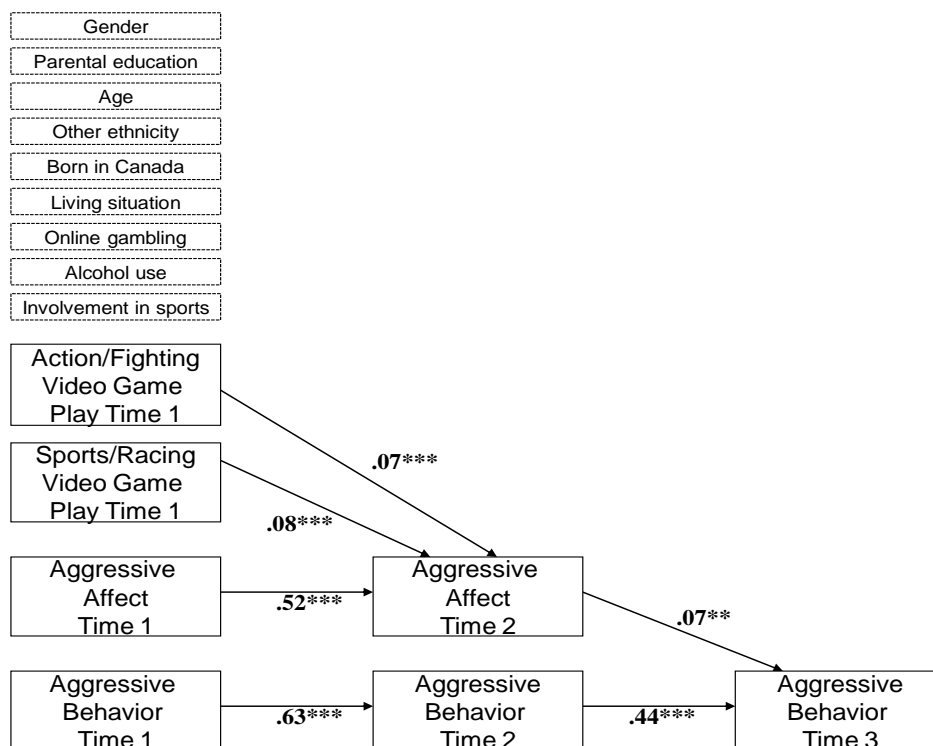 Gender
Parental education
Age
Other ethnicity
Born in Canada
Living situation
Online gambling
Alcohol use
Involvement in sports
Action/Fighting
Video Game
Play Time 1
Sports/Racing
Video Game
Play Time 1
.07***
.08***
Aggressive
Affect
Time 1
.52***
Aggressive
Affect
Time 2
.07**
Aggressive
Behavior
Time 1
.63***
Aggressive
Behavior
Time 2
.44***
Aggressive
Behavior
Time 3